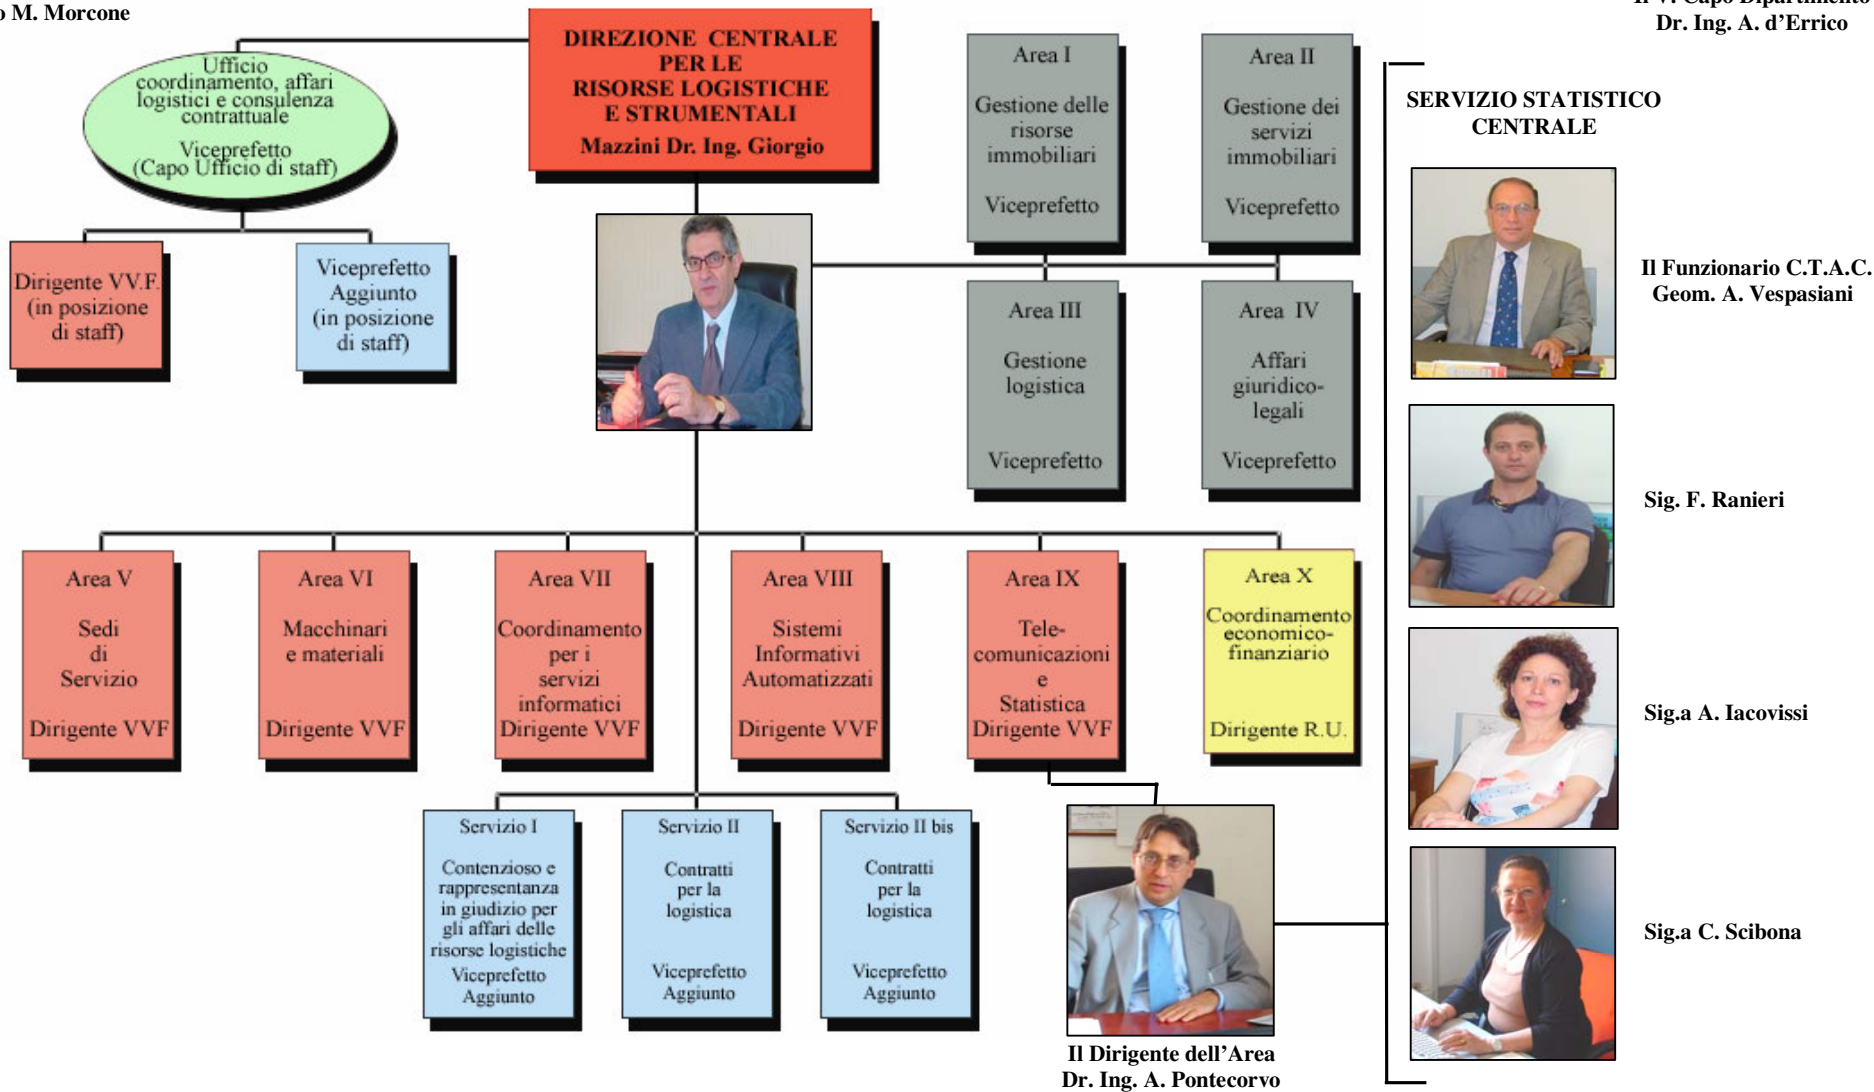 M. Morcone
Dr. Ing. A. d'Errico
DIREZIONE CENTRALE
PER LE
RISORSE LOGISTICHE
E STRUMENTALI
Mazzini Dr. Ing. Giorgio
Ufficio
coordinamento, affari
logistici e consulenza
contrattuale
Viceprefetto
(Capo Ufficio di staff)
Dirigente VV.F.
(in posizione
di staff)
Viceprefetto
Aggiunto
(in posizione
di staff)
Area I
Gestione delle
risorse
immobiliari
Viceprefetto
Area II
Gestione dei
servizi
immobiliari
Viceprefetto
Area III
Gestione
logistica
Viceprefetto
Area IV
Affari
giuridico-
legali
Viceprefetto
Area V
Sedi
di
Servizio
Dirigente VVF
Area VI
Macchinari
e materiali
Dirigente VVF
Area VII
Coordinamento
per i
servizi
informatici
Dirigente VVF
Area VIII
Sistemi
Informativi
Automatizzati
Dirigente VVF
Area IX
Tele-
comunicazioni
e
Statistica
Dirigente VVF
Area X
Coordinamento
economico-
finanziario
Dirigente R.U.
Servizio I
Contenzioso e
rappresentanza
in giudizio per
gli affari delle
risorse logistiche
Viceprefetto
Aggiunto
Servizio II
Contratti
per la
logistica
Viceprefetto
Aggiunto
Servizio II bis
Contratti
per la
logistica
Viceprefetto
Aggiunto
Il Dirigente dell'Area
Dr. Ing. A. Pontecorvo
SERVIZIO STATISTICO
CENTRALE
Il Funzionario C.T.A.C.
Geom. A. Vespasiani
Sig. F. Ranieri
Sig.a A. Iacovissi
Sig.a C. Scibona